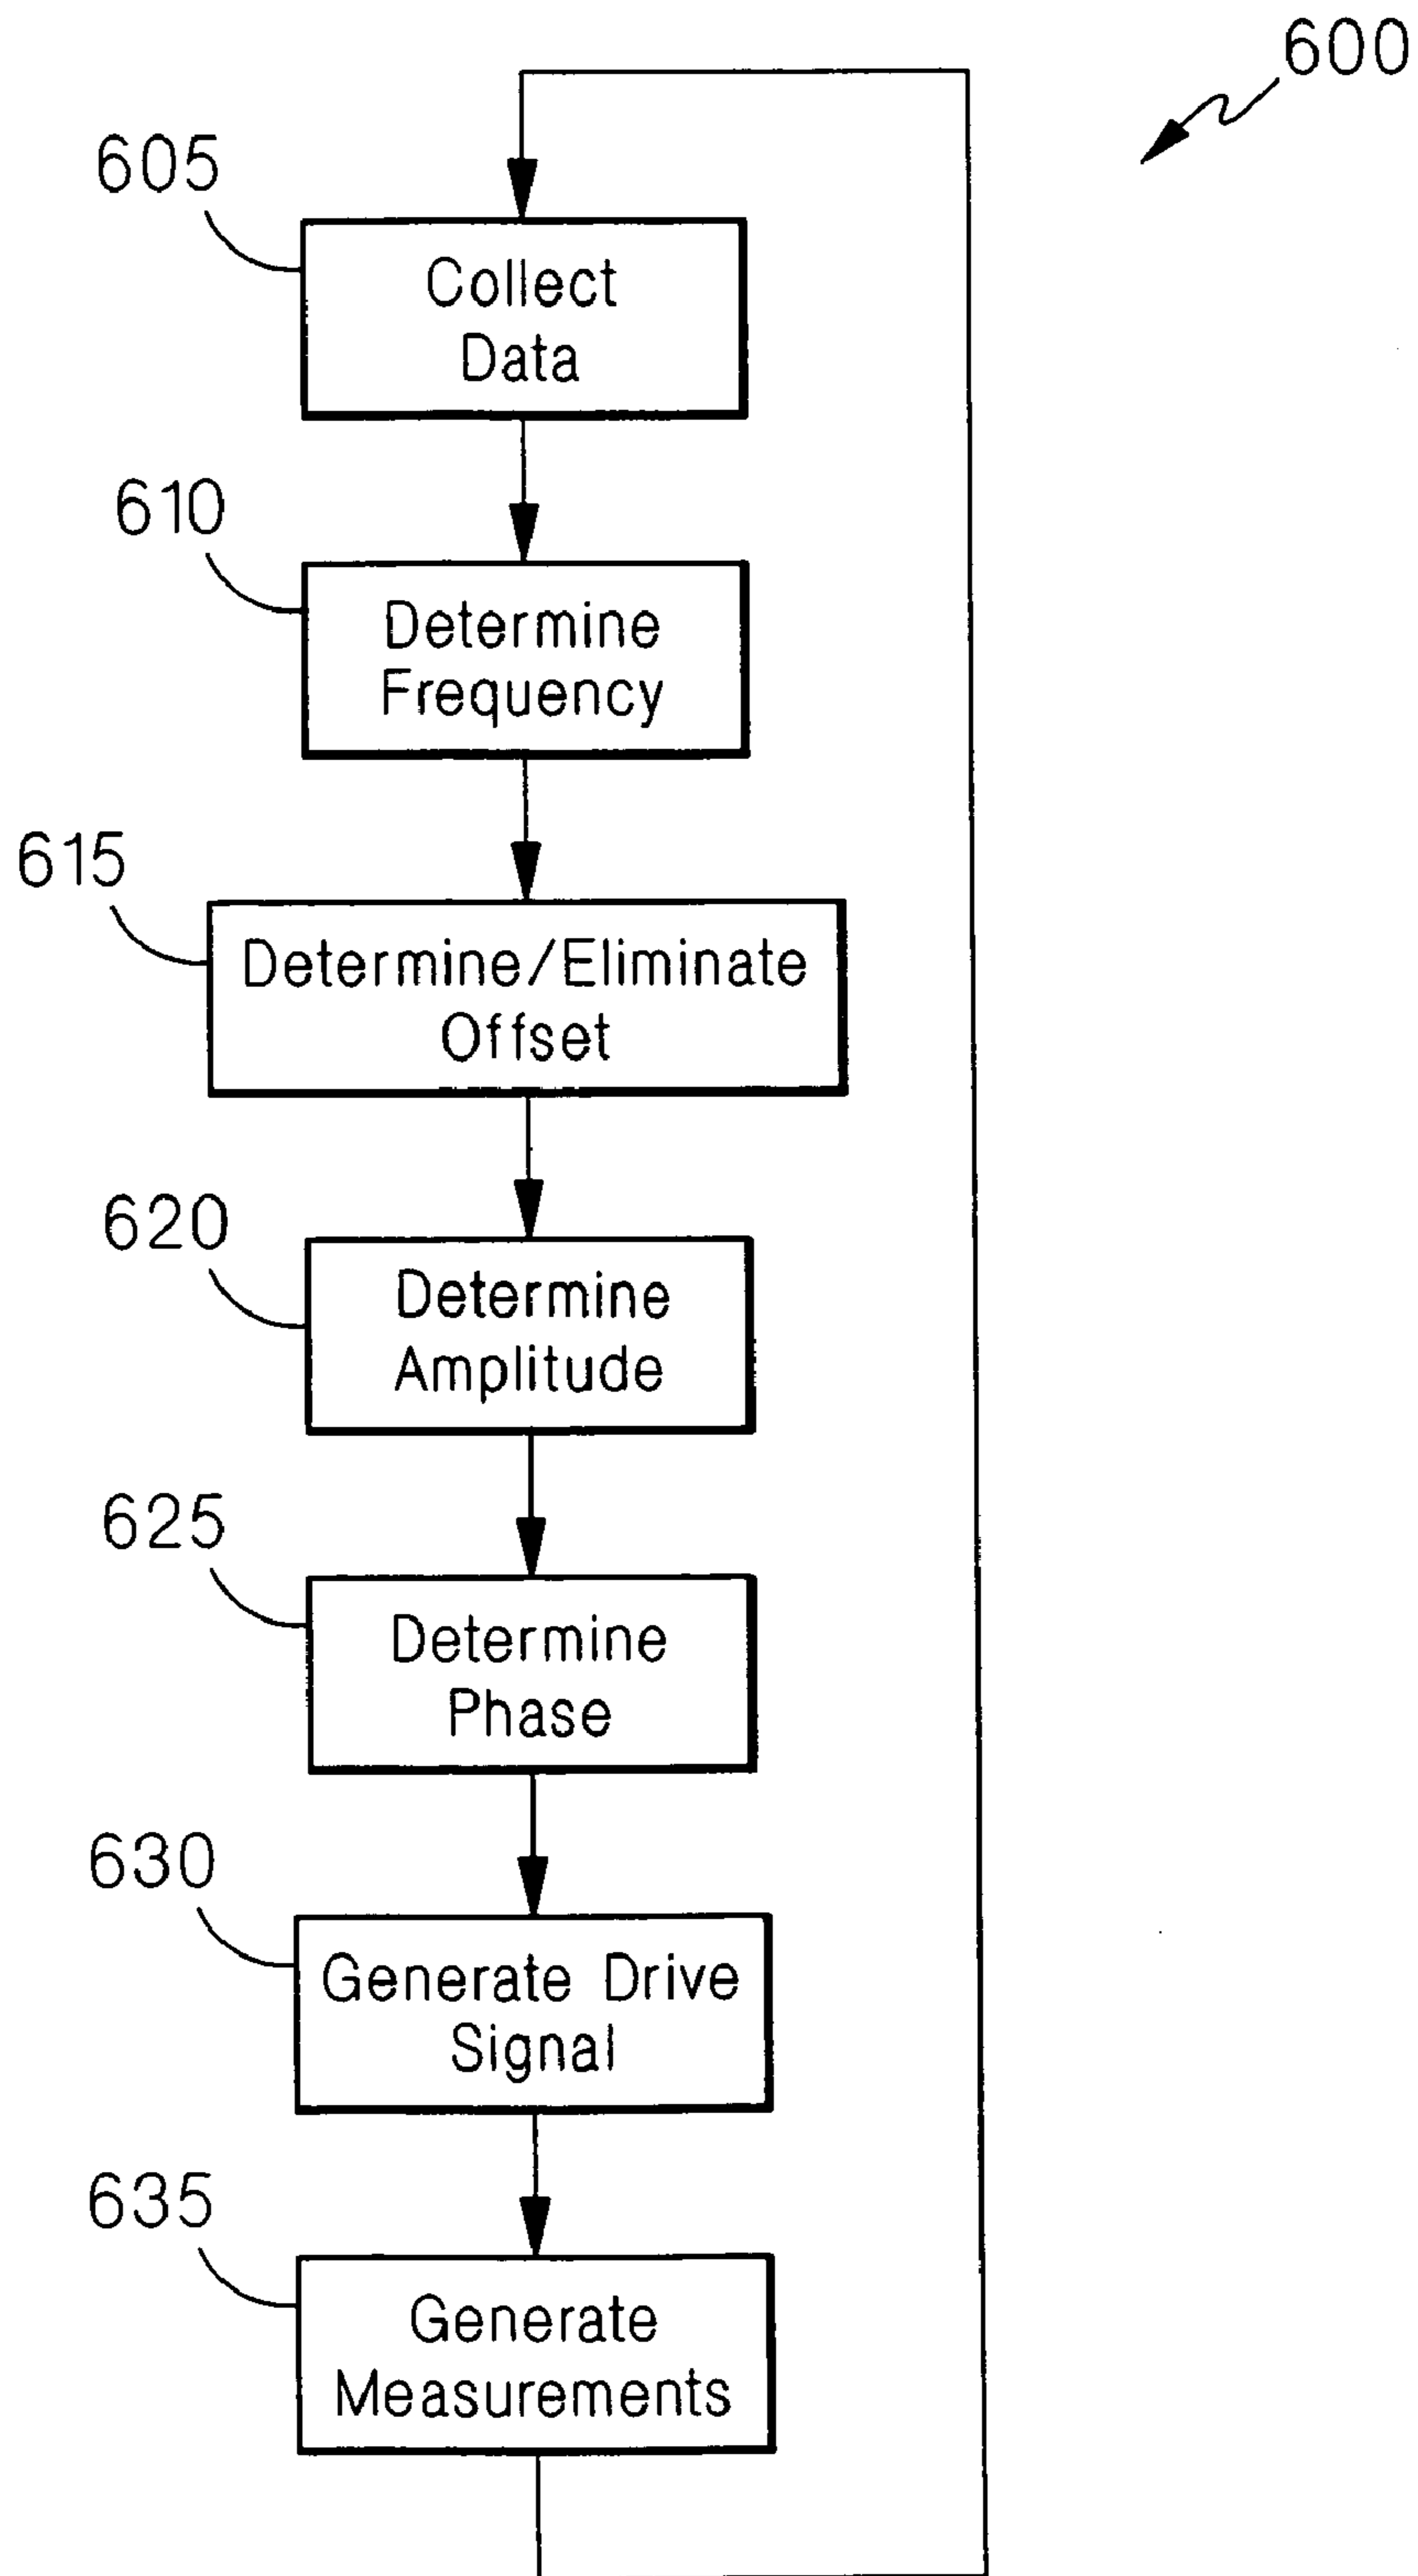 600
605
Collect
Data
610
Determine
Frequency
615
Determine/Eliminate
Offset
620
Determine
Amplitude
625
Determine
Phase
630
Generate Drive
Signal
635
Generate
Measurements